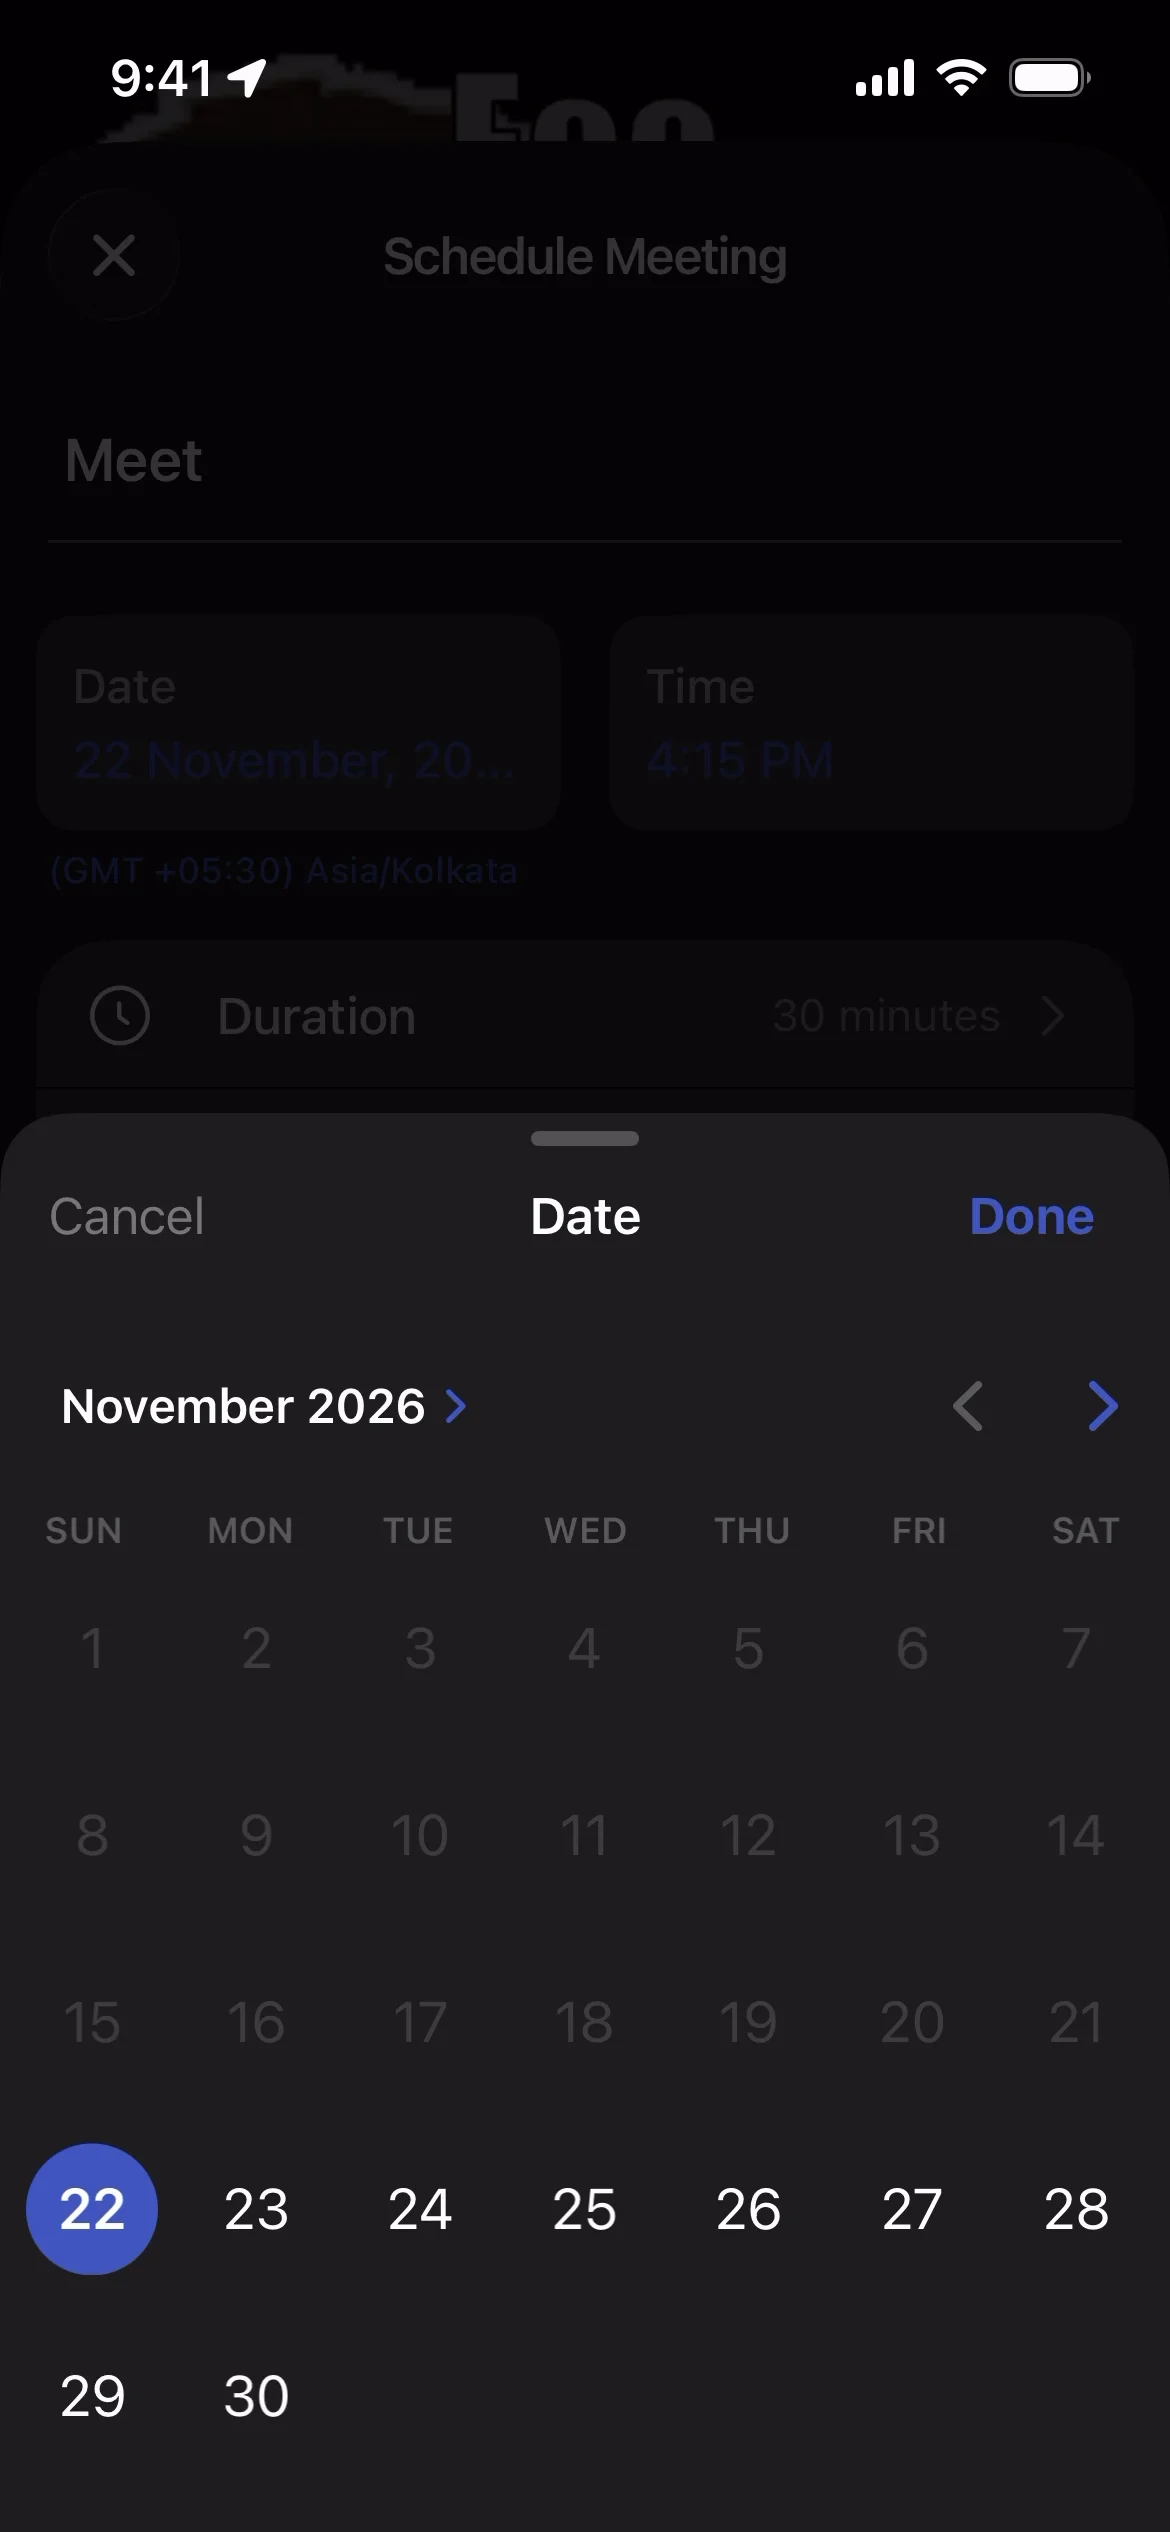 9:41
Schedule Meeting
Meet
Date
Time
22 November, 20...
4:15 PM
(GMT +05:30) Asia/Kolkata
Duration
30 minutes
Cancel
Date
Done
November 2026
SUN MON TUE WED THU FRI SAT
1 2 3 4 5 6 7
8 9 10 11 12 13 14
15 16 17 18 19 20 21
22 23 24 25 26 27 28
29 30